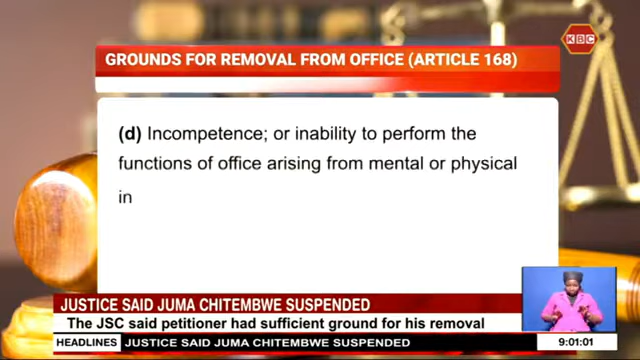 KBC
GROUNDS FOR REMOVAL FROM OFFICE (ARTICLE 168)
(d) Incompetence; or inability to perform the
functions of office arising from mental or physical
in
JUSTICE SAID JUMA CHITEMBWE SUSPENDED
The JSC said petitioner had sufficient ground for his removal
HEADLINES JUSTICE SAID JUMA CHITEMBWE SUSPENDED 9:01:01